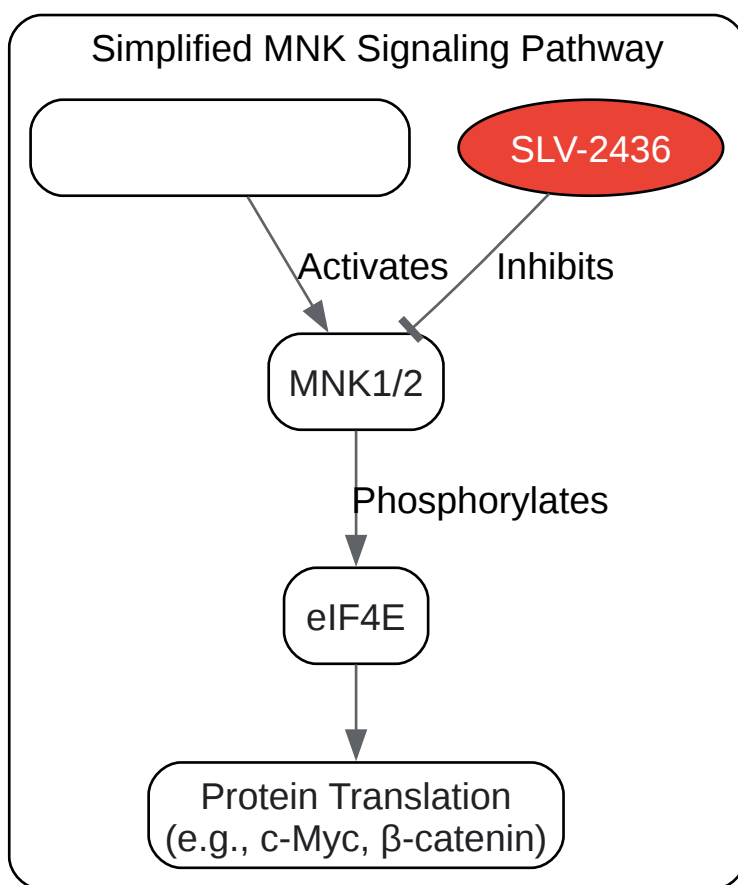 Simplified MNK Signaling Pathway
SLV-2436
Activates
Inhibits
MNK1/2
Phosphorylates
eIF4E
Protein Translation
(e.g., c-Myc, β-catenin)